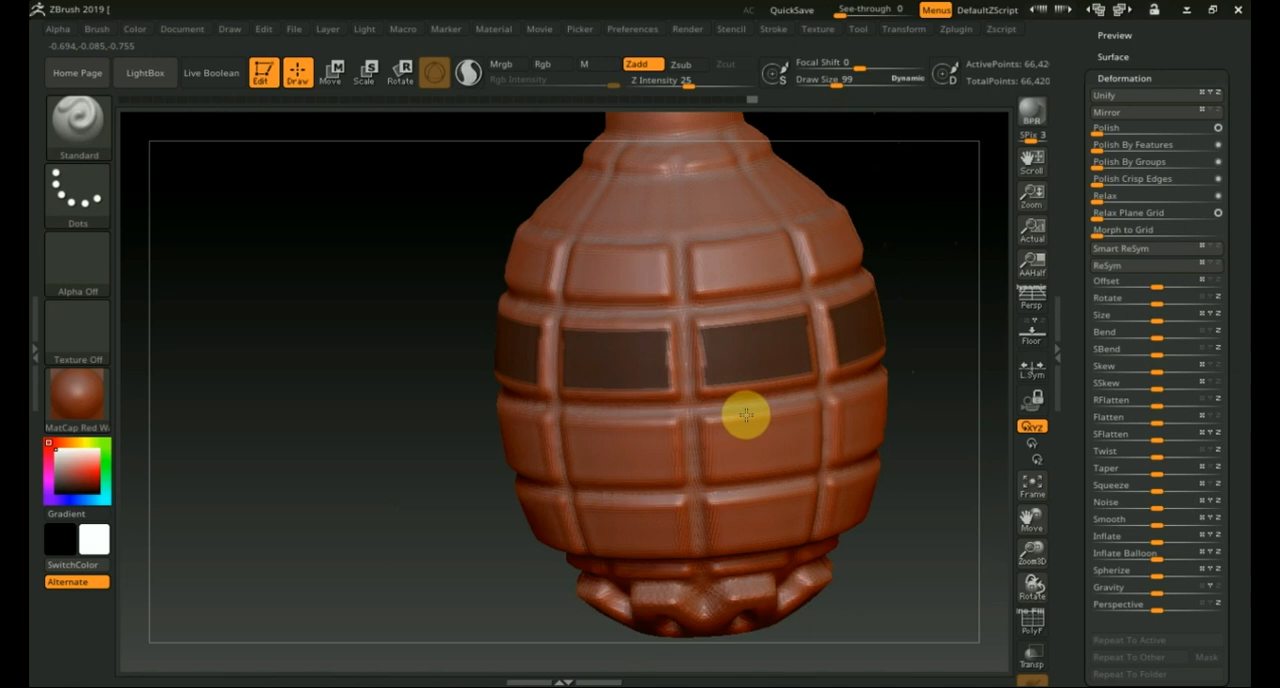 ZBrush 2019 [
AC QuickSave See-through 0 Menus DefaultZScript
Alpha Brush Color Document Draw Edit File Layer Light Macro Marker Material Movie Picker Preferences Render Stencil Stroke Texture Tool Transform Zplugin Zscript
-0.694,-0.085,-0.755
Home Page LightBox Live Boolean Edit Draw Move Scale Rotate
Mrgb Rgb M Zadd Zsub Zcut
Rgb Intensity Z Intensity 25
Focal Shift 0
Draw Size 99 Dynamic
ActivePoints: 66,42
TotalPoints: 66,420
Standard
Dots
Alpha Off
Texture Off
MatCap Red W
Gradient
SwitchColor
Alternate
BPR
SPix 3
Scroll
Zoom
Actual
AAHalf
Dynamic
Persp
Floor
L.Sym
XYZ
Frame
Move
Zoom3D
Rotate
Line Fill
PolyF
Transp
Preview
Surface
Deformation
Unify
Mirror
Polish
Polish By Features
Polish By Groups
Polish Crisp Edges
Relax
Relax Plane Grid
Morph to Grid
Smart ReSym
ReSym
Offset
Rotate
Size
Bend
SBend
Skew
SSkew
RFlatten
Flatten
SFlatten
Twist
Taper
Squeeze
Noise
Smooth
Inflate
Inflate Balloon
Spherize
Gravity
Perspective
Repeat To Active
Repeat To Other Mask
Repeat To Folder